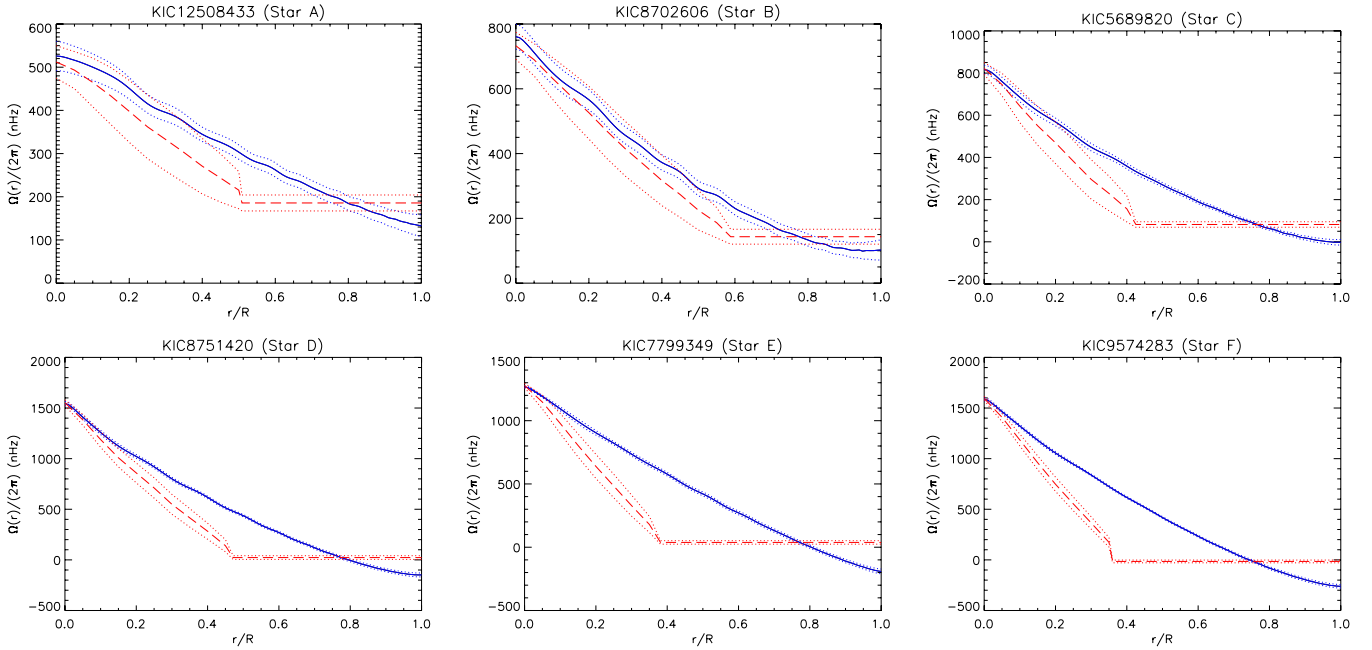 KIC12508433 (Star A)
600
500
400
300
200
100
0
Ω(r)/(2π) (nHz)
0.0 0.2 0.4 0.6 0.8 1.0
r/R
KIC8702606 (Star B)
800
600
400
200
0
Ω(r)/(2π) (nHz)
0.0 0.2 0.4 0.6 0.8 1.0
r/R
KIC5689820 (Star C)
1000
800
600
400
200
0
−200
Ω(r)/(2π) (nHz)
0.0 0.2 0.4 0.6 0.8 1.0
r/R
KIC8751420 (Star D)
2000
1500
1000
500
0
−500
Ω(r)/(2π) (nHz)
0.0 0.2 0.4 0.6 0.8 1.0
r/R
KIC7799349 (Star E)
1500
1000
500
0
−500
Ω(r)/(2π) (nHz)
0.0 0.2 0.4 0.6 0.8 1.0
r/R
KIC9574283 (Star F)
2000
1500
1000
500
0
−500
Ω(r)/(2π) (nHz)
0.0 0.2 0.4 0.6 0.8 1.0
r/R